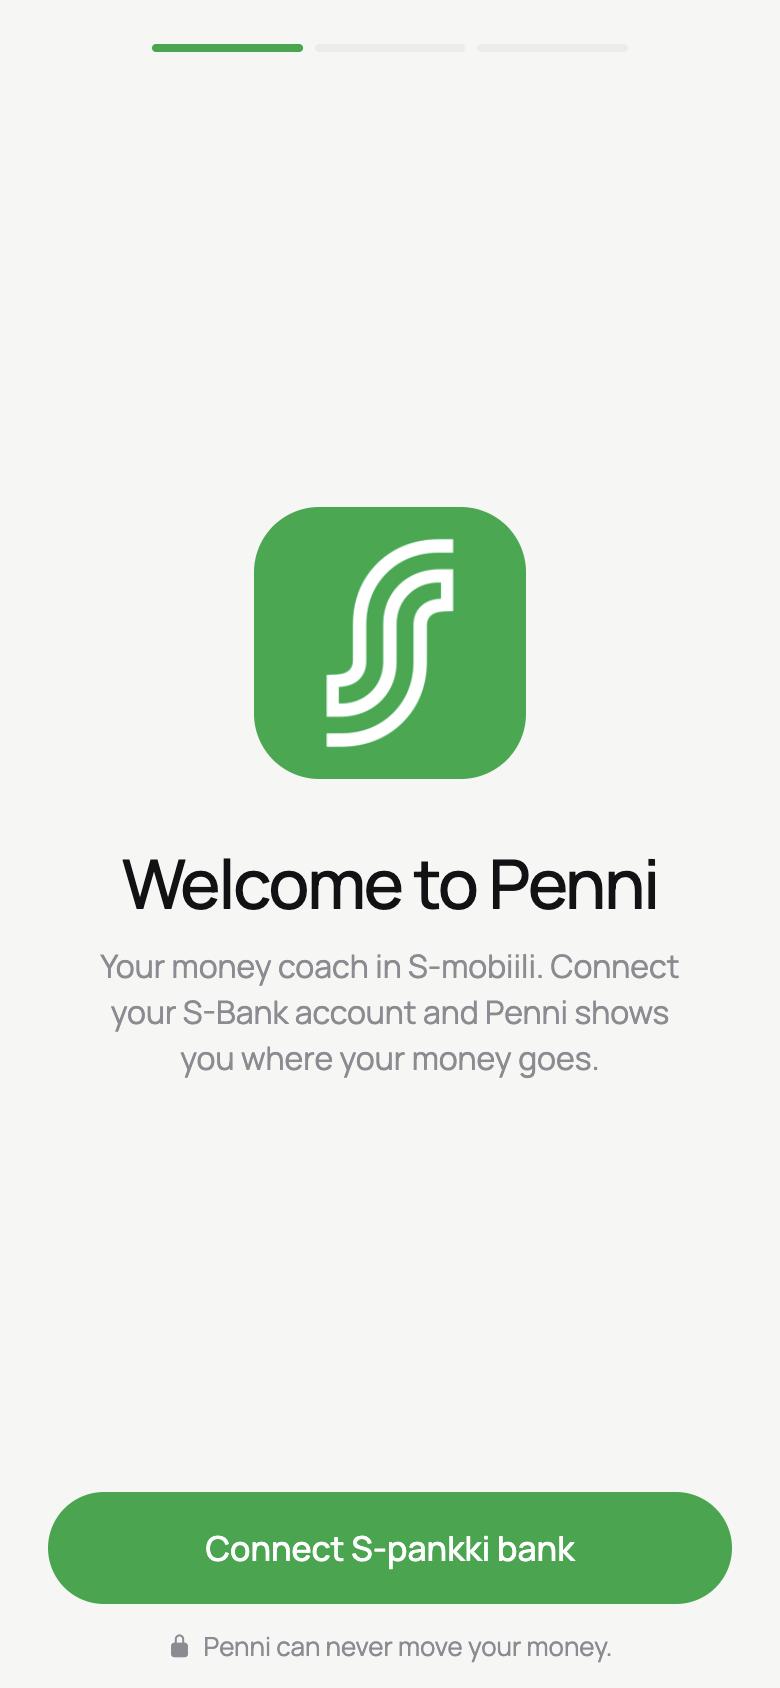 Welcome to Penni
Your money coach in S-mobiili. Connect
your S-Bank account and Penni shows
you where your money goes.
Connect S-pankki bank
Penni can never move your money.